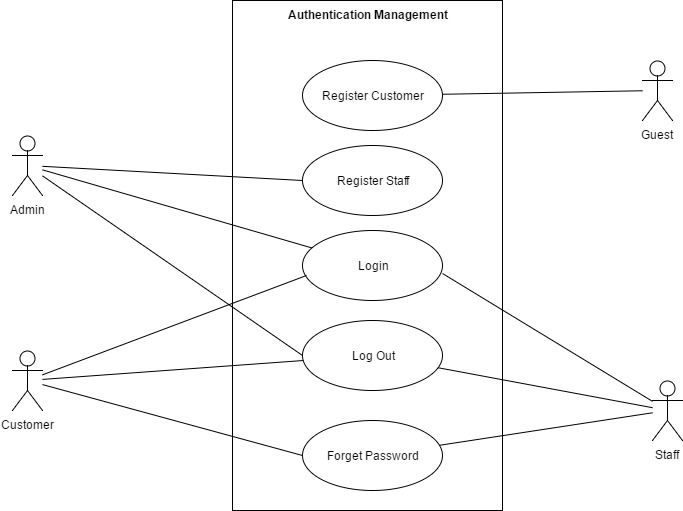 Authentication Management
Register Customer
Guest
Register Staff
Admin
Login
Log Out
Customer
Forget Password
Staff